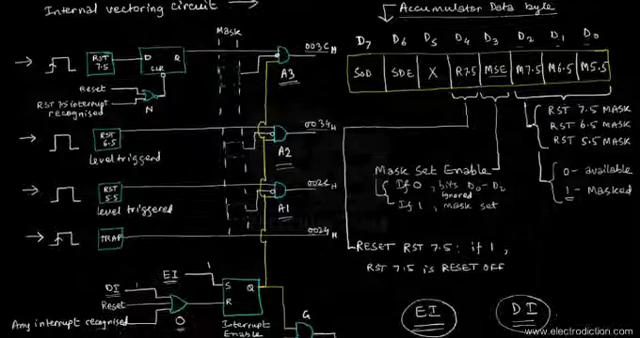 Internal vectoring circuit
Mask
RST 7.5
D
Q
CLR
Reset
RST 7.5 interrupt
recognised
N
003C H
A3
RST 6.5
level triggered
0034 H
A2
RST 5.5
level triggered
002C H
A1
TRAP
0024 H
EI
1
DI
1
Reset
Any interrupt recognised
O
S
Q
R
Interrupt
Enable
G
Accumulator Data byte
D7 D6 D5 D4 D3 D2 D1 D0
SOD SDE X R7.5 MSE M7.5 M6.5 M5.5
RST 7.5 MASK
RST 6.5 MASK
RST 5.5 MASK
0- available
1- Masked
Mask Set Enable
If 0, bits D0-D2
ignored
If 1, mask set
RESET RST 7.5: if 1,
RST 7.5 is RESET OFF
EI
DI
www.electrodiction.com